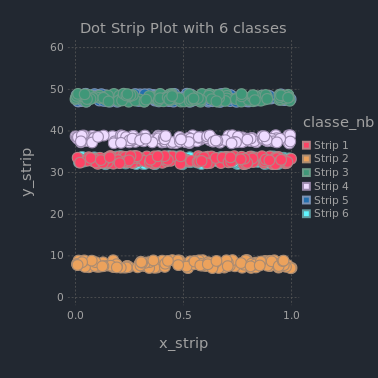 Dot Strip Plot with 6 classes
60
50
40
30
20
10
0
y_strip
0.0
0.5
1.0
x_strip
classe_nb
Strip 1
Strip 2
Strip 3
Strip 4
Strip 5
Strip 6